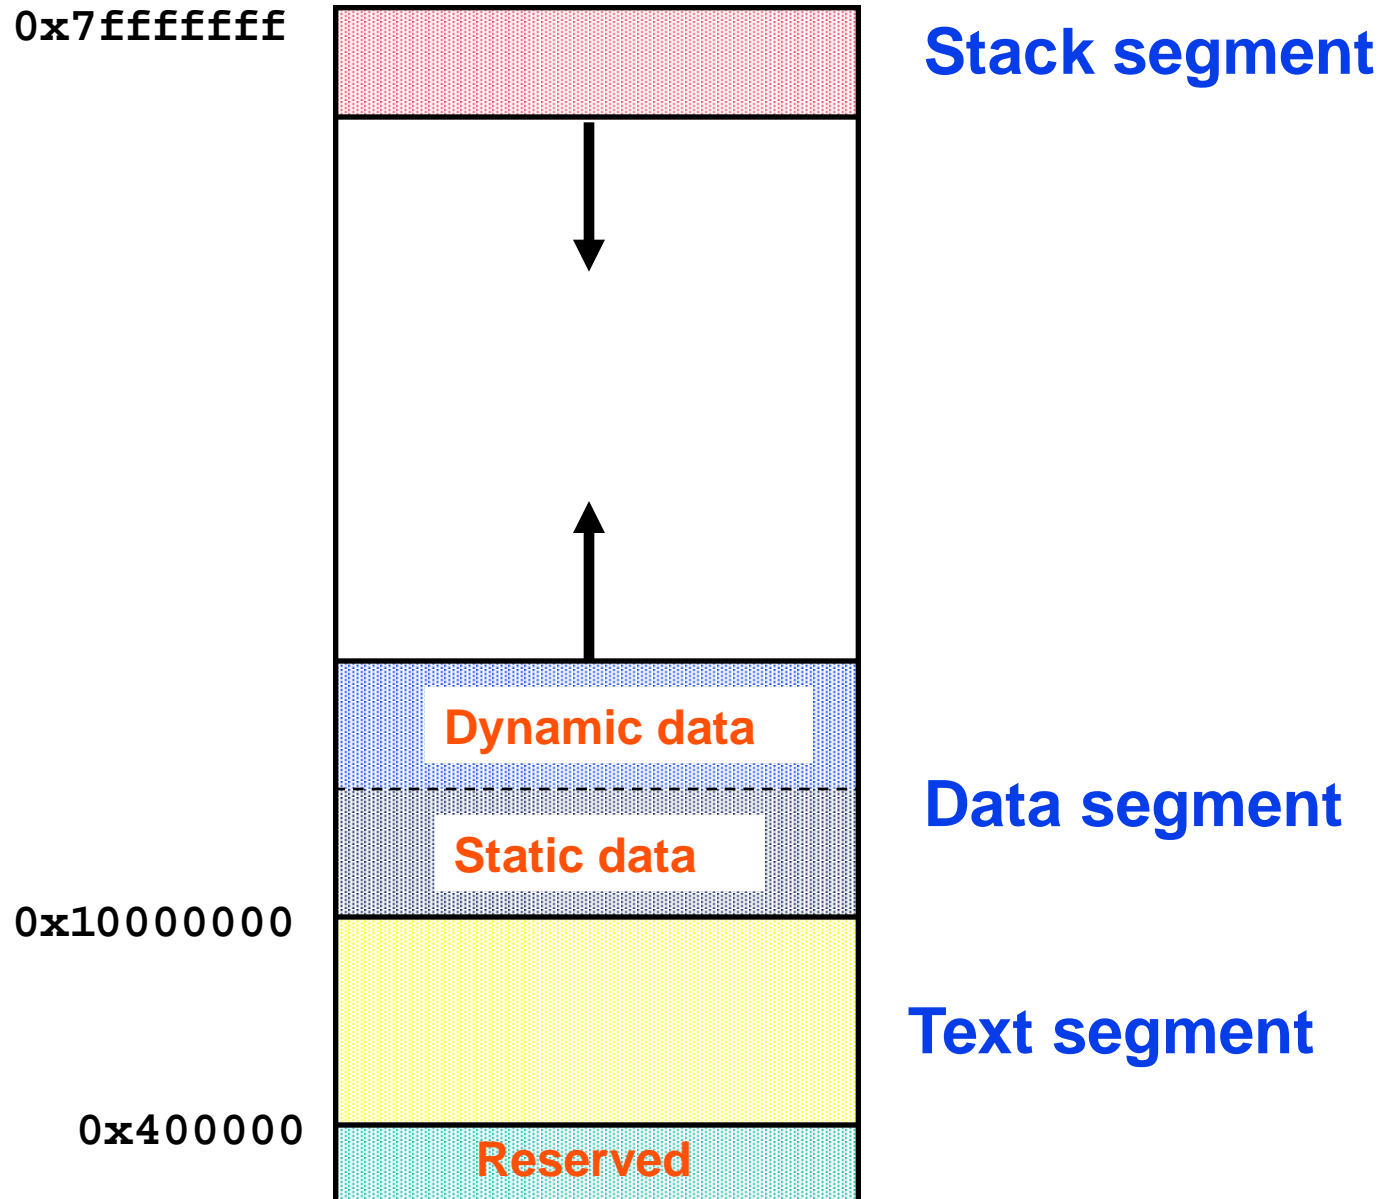 0x7fffffff
Stack segment
Dynamic data
Data segment
Static data
0x10000000
Text segment
0x400000
Reserved